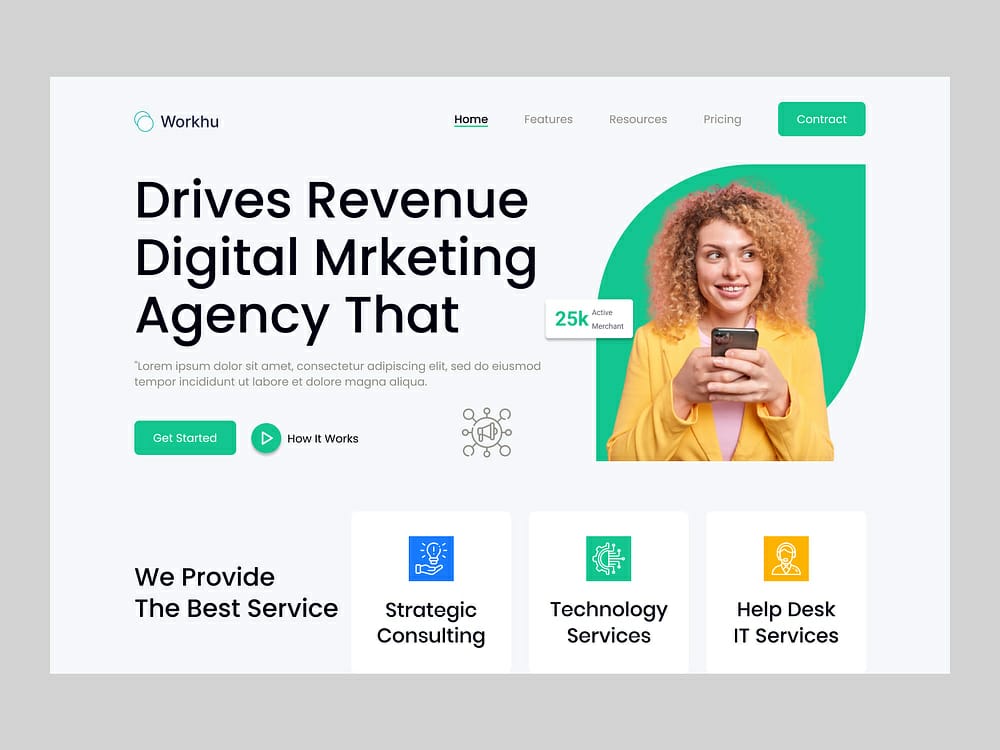 Workhu
Home
Features
Resources
Pricing
Contract
Drives Revenue
Digital Mrketing
Agency That
25k
Active
Merchant
"Lorem ipsum dolor sit amet, consectetur adipiscing elit, sed do eiusmod
tempor incididunt ut labore et dolore magna aliqua.
Get Started
How It Works
We Provide
The Best Service
Strategic
Consulting
Technology
Services
Help Desk
IT Services